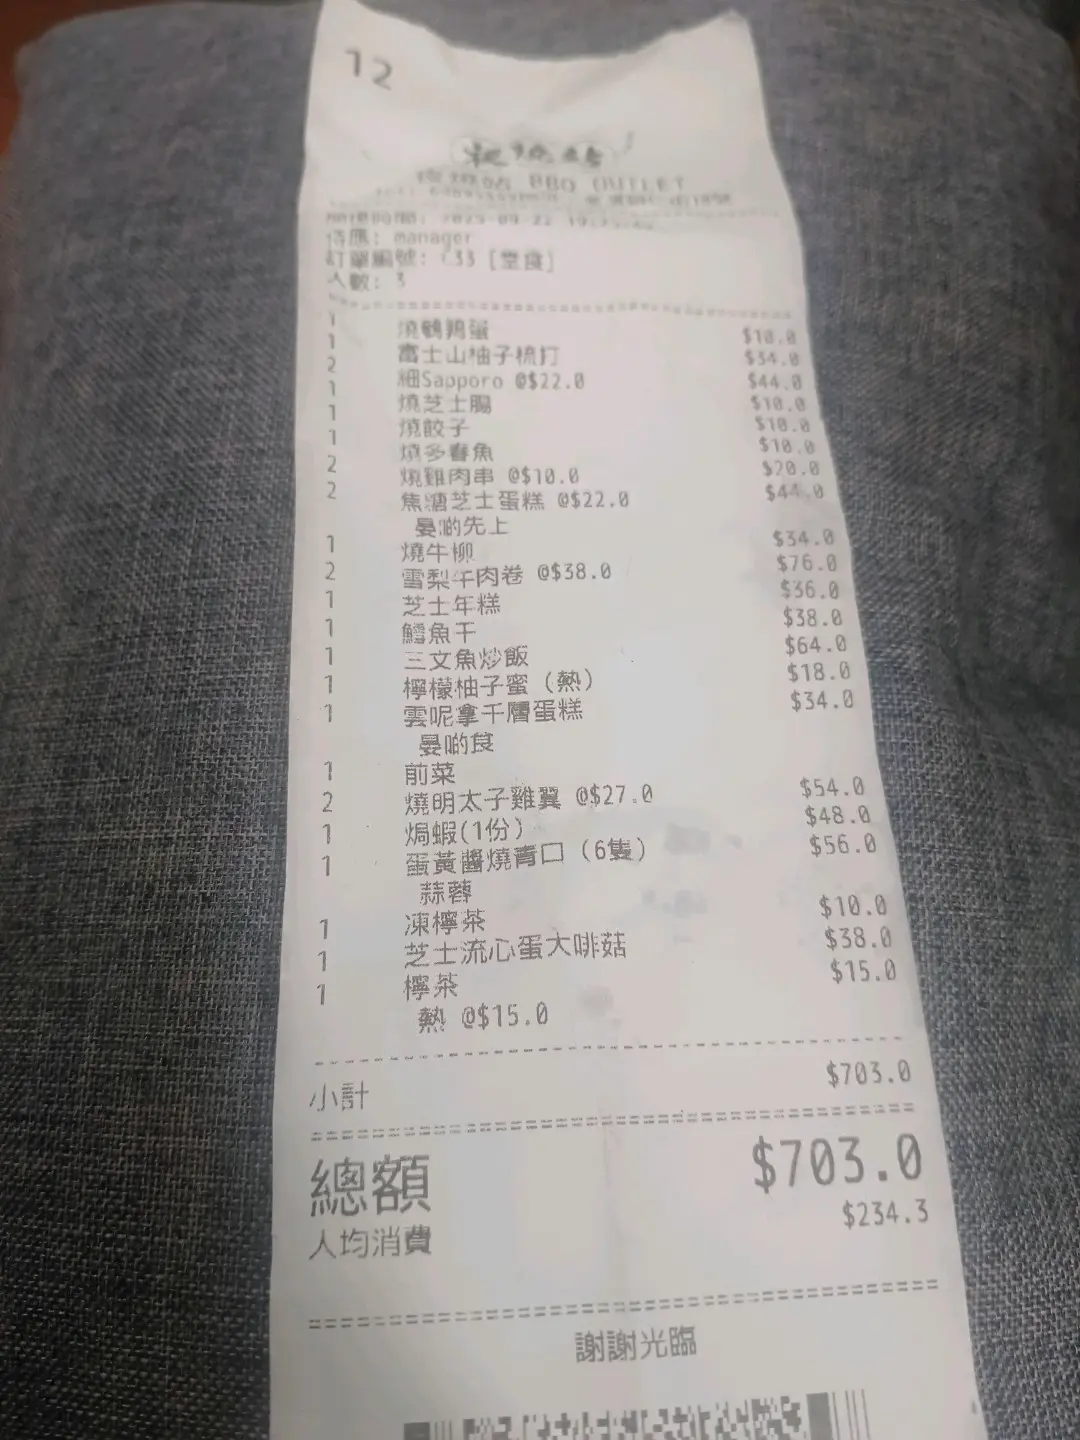 12
BBQ OUTLET
: manager
訂單編號: C33 [堂食]
人數: 3
1 燒鵪鶉蛋 $10.0
1 富士山柚子梳打 $34.0
2 細Sapporo @$22.0 $44.0
1 燒芝士腸 $10.0
1 燒餃子 $10.0
1 燒多春魚 $10.0
2 燒雞肉串 @$10.0 $20.0
2 焦糖芝士蛋糕 @$22.0 $44.0
晏啲先上
1 燒牛柳 $34.0
2 雪梨牛肉卷 @$38.0 $76.0
1 芝士年糕 $36.0
1 鱈魚干 $38.0
1 三文魚炒飯 $64.0
1 檸檬柚子蜜 (熱) $18.0
1 雲呢拿千層蛋糕 $34.0
晏啲食
1 前菜
2 燒明太子雞翼 @$27.0 $54.0
1 焗蝦(1份) $48.0
1 蛋黃醬燒青口 (6隻) $56.0
蒜蓉
1 凍檸茶 $10.0
1 芝士流心蛋大啡菇 $38.0
1 檸茶 $15.0
熱 @$15.0
小計 $703.0
總額 $703.0
人均消費 $234.3
謝謝光臨